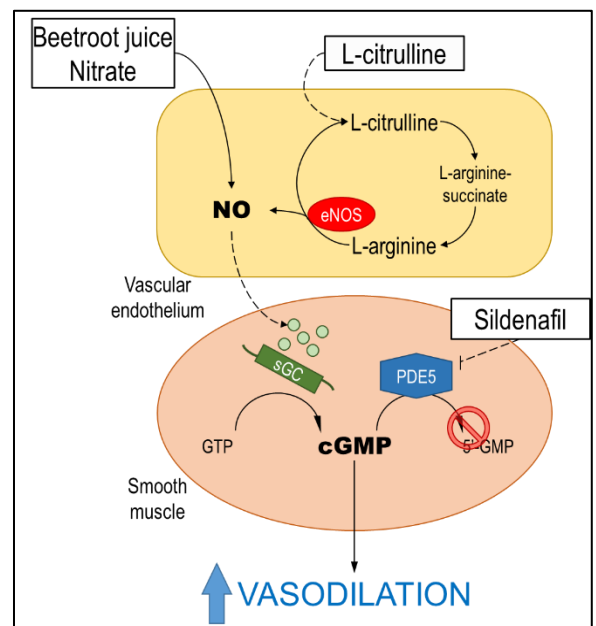 Beetroot juice
Nitrate
L-citrulline
L-citrulline
L-arginine-
succinate
NO
eNOS
L-arginine
Vascular
endothelium
Sildenafil
sGC
PDE5
GTP
cGMP
5'-GMP
Smooth
muscle
VASODILATION